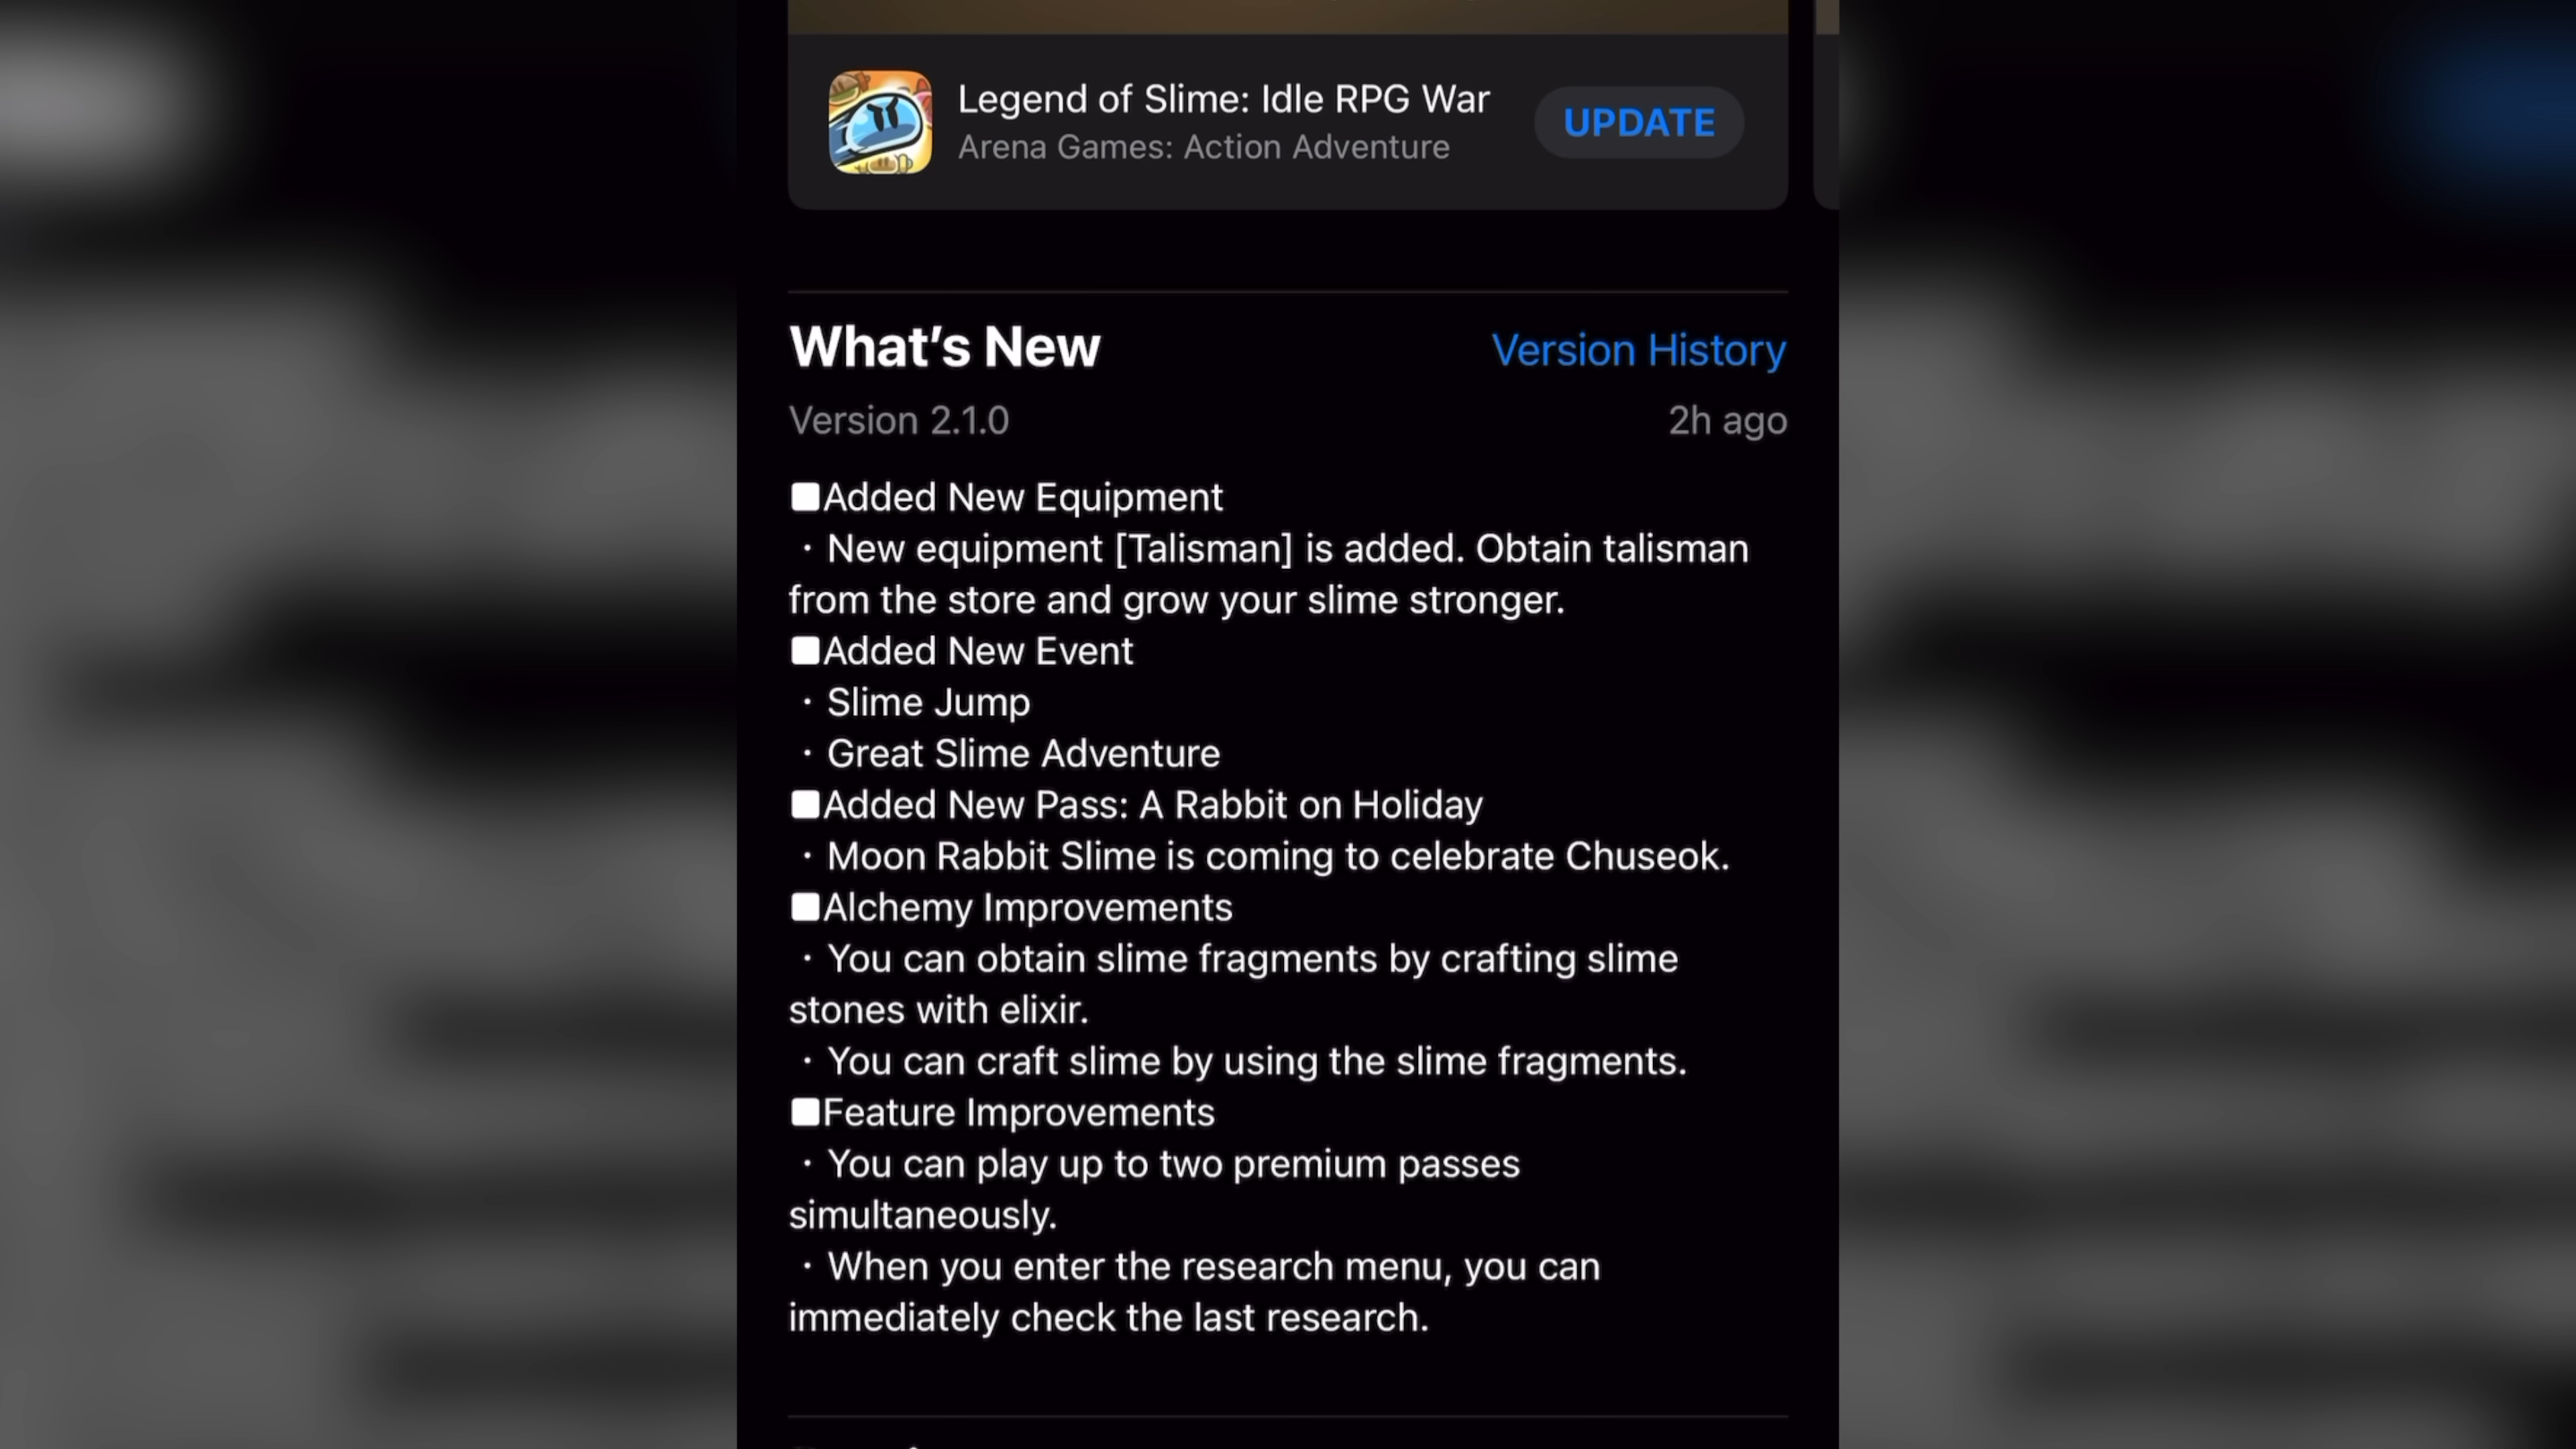 Legend of Slime: Idle RPG War
Arena Games: Action Adventure
UPDATE
What’s New
Version History
Version 2.1.0
2h ago
■Added New Equipment
・New equipment [Talisman] is added. Obtain talisman
from the store and grow your slime stronger.
■Added New Event
・Slime Jump
・Great Slime Adventure
■Added New Pass: A Rabbit on Holiday
・Moon Rabbit Slime is coming to celebrate Chuseok.
■Alchemy Improvements
・You can obtain slime fragments by crafting slime
stones with elixir.
・You can craft slime by using the slime fragments.
■Feature Improvements
・You can play up to two premium passes
simultaneously.
・When you enter the research menu, you can
immediately check the last research.